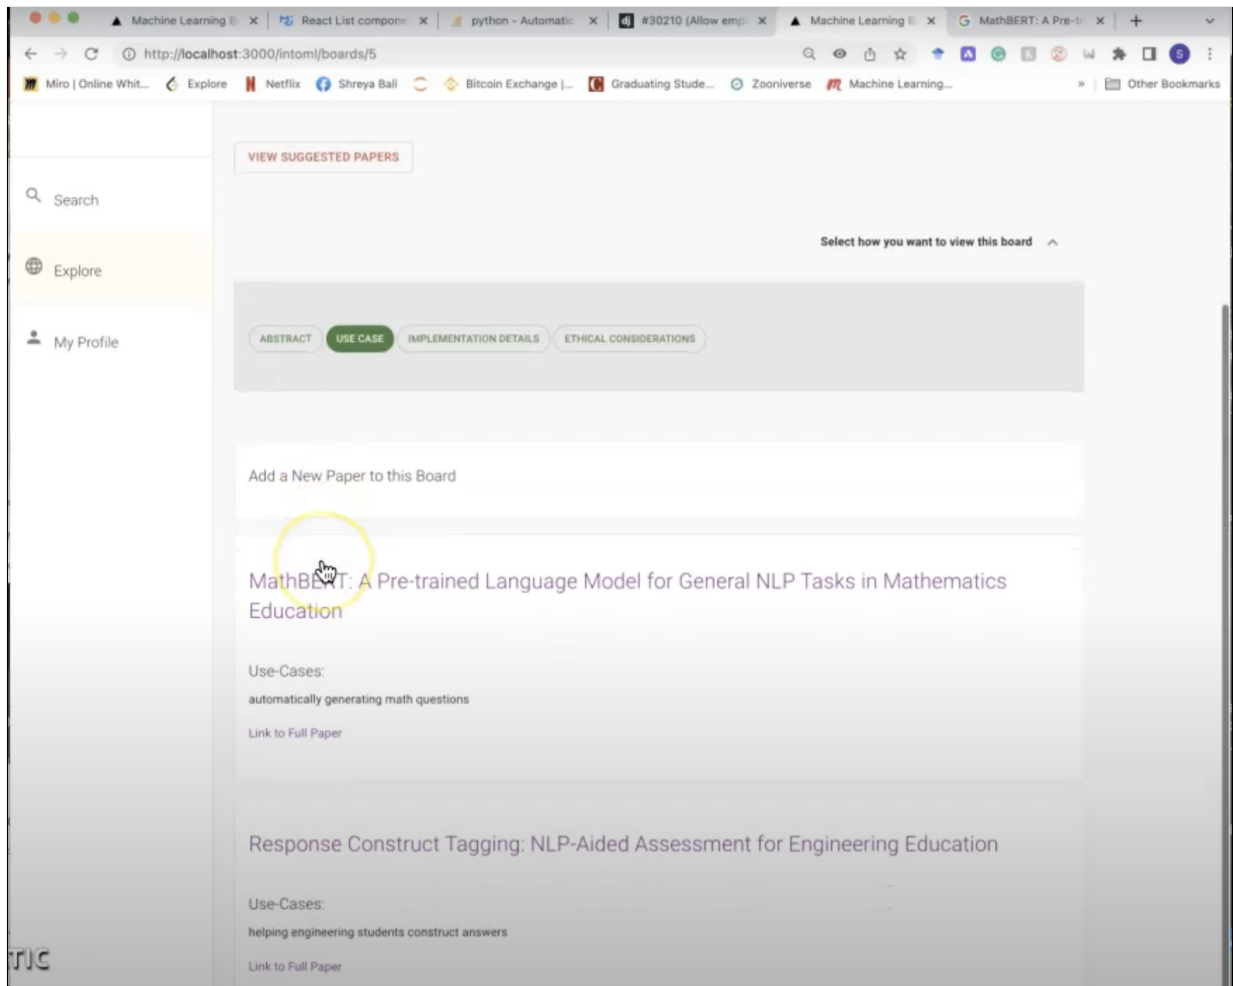 Machine Learning B
React List compone
python - Automatic
#30210 (Allow emp
Machine Learning B
MathBERT: A Pre-t
http://localhost:3000/intoml/boards/5
S
Miro | Online Whit...
Explore
Netflix
Shreya Bali
Bitcoin Exchange |...
Graduating Stude...
Zooniverse
Machine Learning...
»
Other Bookmarks
VIEW SUGGESTED PAPERS
Search
Select how you want to view this board
Explore
ABSTRACT
USE CASE
IMPLEMENTATION DETAILS
ETHICAL CONSIDERATIONS
My Profile
Add a New Paper to this Board
MathBERT: A Pre-trained Language Model for General NLP Tasks in Mathematics
Education
Use-Cases:
automatically generating math questions
Link to Full Paper
Response Construct Tagging: NLP-Aided Assessment for Engineering Education
Use-Cases:
helping engineering students construct answers
TIC
Link to Full Paper